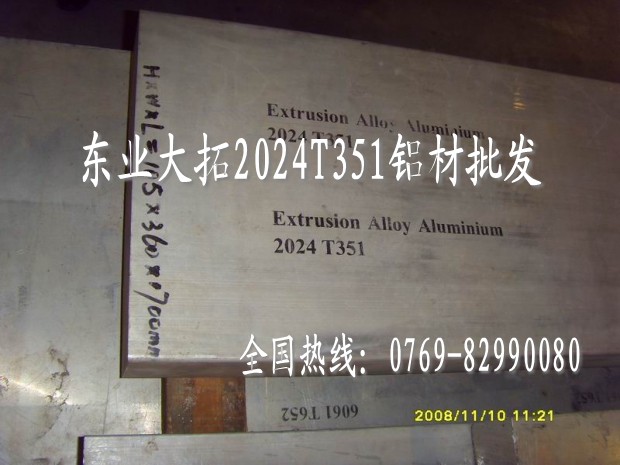 Extrusion Alloy Aluminium
2024 T351
东业大拓2024T351铝材批发
Extrusion Alloy Aluminium
2024 T351
全国热线: 0769-82990080
6061 T652
2008/11/10 11:21